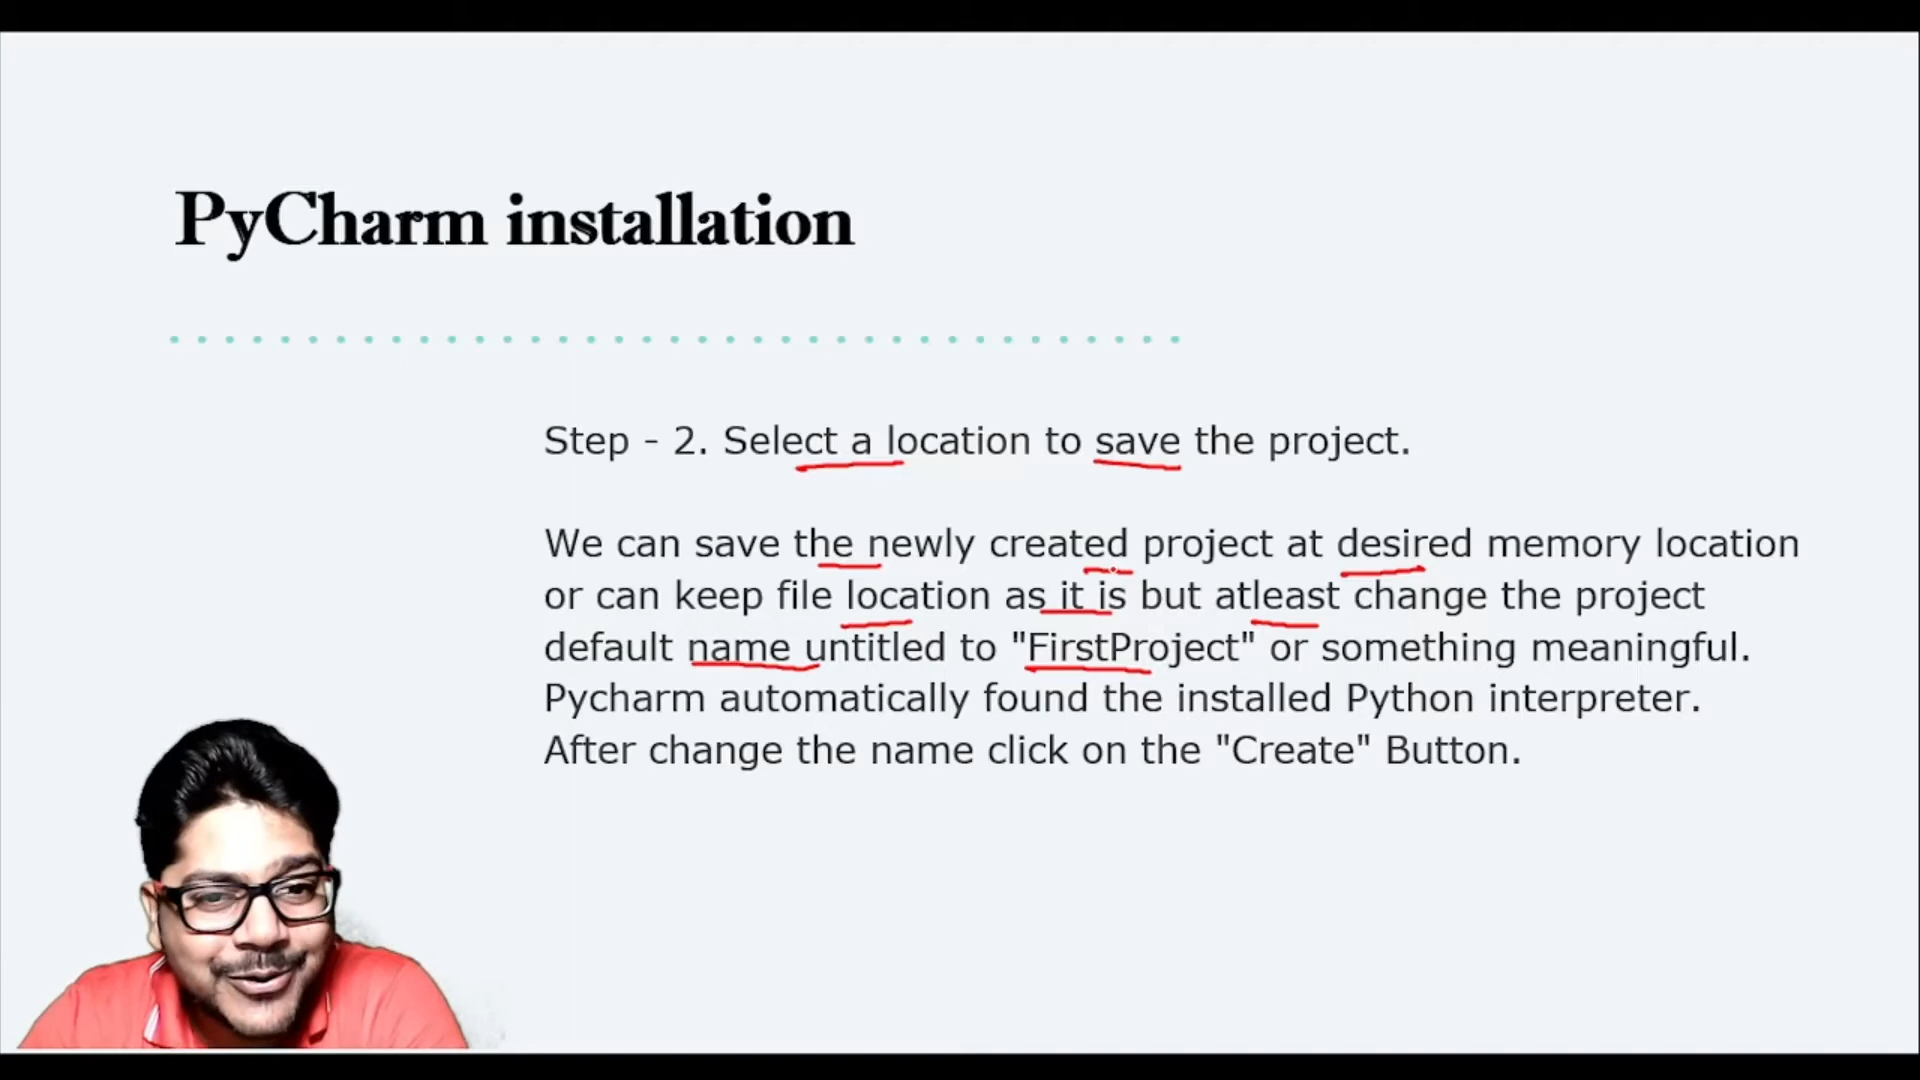 PyCharm installation
Step - 2. Select a location to save the project.
We can save the newly created project at desired memory location
or can keep file location as it is but atleast change the project
default name untitled to "FirstProject" or something meaningful.
Pycharm automatically found the installed Python interpreter.
After change the name click on the "Create" Button.